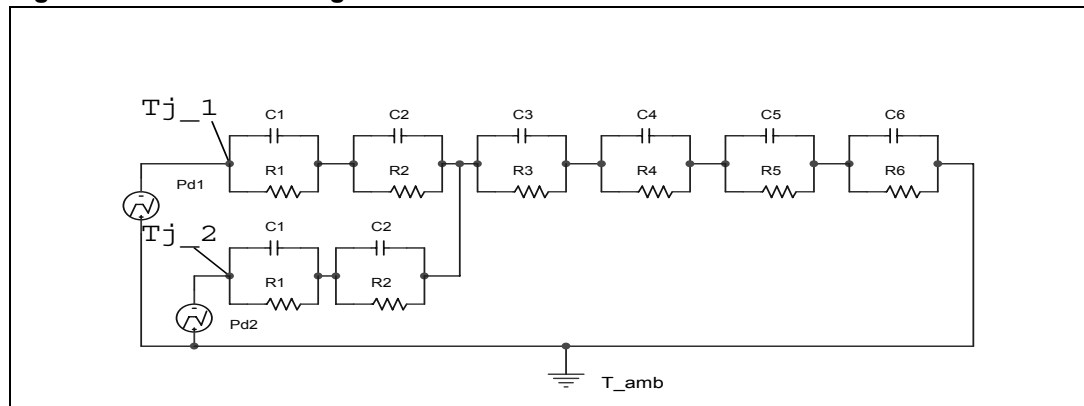 Tj_1
C1 C2 C3 C4 C5 C6
R1 R2 R3 R4 R5 R6
Pd1
Tj_2
C1 C2
R1 R2
Pd2
T_amb